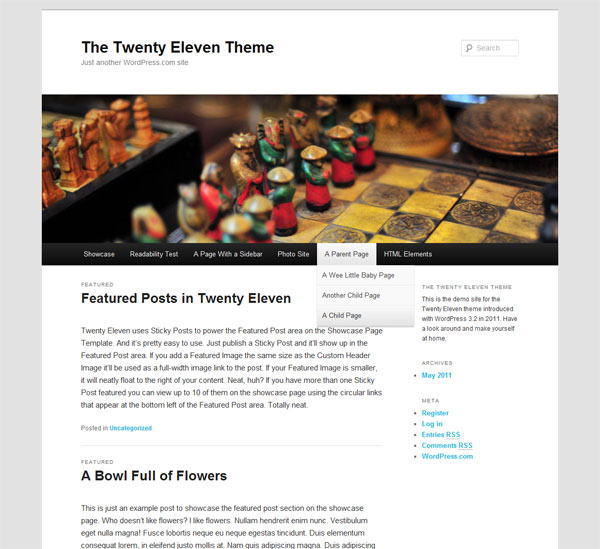 The Twenty Eleven Theme
Just another WordPress.com site
Search
Showcase Readability Test A Page With a Sidebar Photo Site A Parent Page HTML Elements
A Wee Little Baby Page
Another Child Page
A Child Page
FEATURED
Featured Posts in Twenty Eleven
Twenty Eleven uses Sticky Posts to power the Featured Post area on the Showcase Page
Template. And it's pretty easy to use. Just publish a Sticky Post and it'll show up in the
Featured Post area. If you add a Featured Image the same size as the Custom Header
Image it'll be used as a full-width image link to the post. If your Featured Image is smaller,
it will neatly float to the right of your content. Neat, huh? If you have more than one Sticky
Post featured you can view up to 10 of them on the showcase page using the circular links
that appear at the bottom left of the Featured Post area. Totally neat.
Posted in Uncategorized
FEATURED
A Bowl Full of Flowers
This is just an example post to showcase the featured post section on the showcase
page. Who doesn't like flowers? I like flowers. Nullam hendrerit enim nunc. Vestibulum
eget nulla magna! Fusce lobortis neque eu neque egestas tincidunt. Duis elementum
consequat lorem, in eleifend justo mollis at. Nam quis adipiscing magna. Duis adipiscing
THE TWENTY ELEVEN THEME
This is the demo site for the
Twenty Eleven theme introduced
with WordPress 3.2 in 2011. Have
a look around and make yourself
at home.
ARCHIVES
May 2011
META
Register
Log in
Entries RSS
Comments RSS
WordPress.com